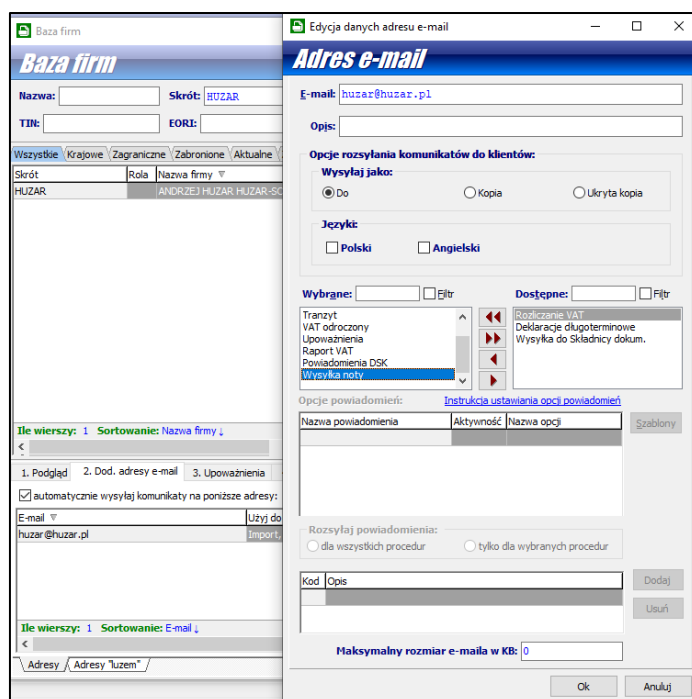 Baza firm
Baza firm
Nazwa: Skrót: HUZAR
TIN: EORI:
Wszystkie Krajowe Zagraniczne Zabronione Aktualne
Skrót Rola Nazwa firmy
HUZAR ANDRZEJ HUZAR HUZAR-SO
Ile wierszy: 1 Sortowanie: Nazwa firmy ↓
1. Podgląd 2. Dod. adresy e-mail 3. Upoważnienia
automatycznie wysyłaj komunikaty na poniższe adresy:
E-mail Użyj do
huzar@huzar.pl Import,
Ile wierszy: 1 Sortowanie: E-mail ↓
Adresy Adresy "luzem"
Edycja danych adresu e-mail
Adres e-mail
E-mail: huzar@huzar.pl
Opis:
Opcje rozsyłania komunikatów do klientów:
Wysyłaj jako:
Do Kopia Ukryta kopia
Języki:
Polski Angielski
Wybrane: Filtr Dostępne: Filtr
Tranzyt
VAT odroczony
Upoważnienia
Raport VAT
Powiadomienia DSK
Wysyłka noty
Rozliczanie VAT
Deklaracje długoterminowe
Wysyłka do Składnicy dokum.
Opcje powiadomień: Instrukcja ustawiania opcji powiadomień
Nazwa powiadomienia Aktywność Nazwa opcji Szablony
Rozsyłaj powiadomienia:
dla wszystkich procedur tylko dla wybranych procedur
Kod Opis Dodaj
Usuń
Maksymalny rozmiar e-maila w KB: 0
Ok Anuluj